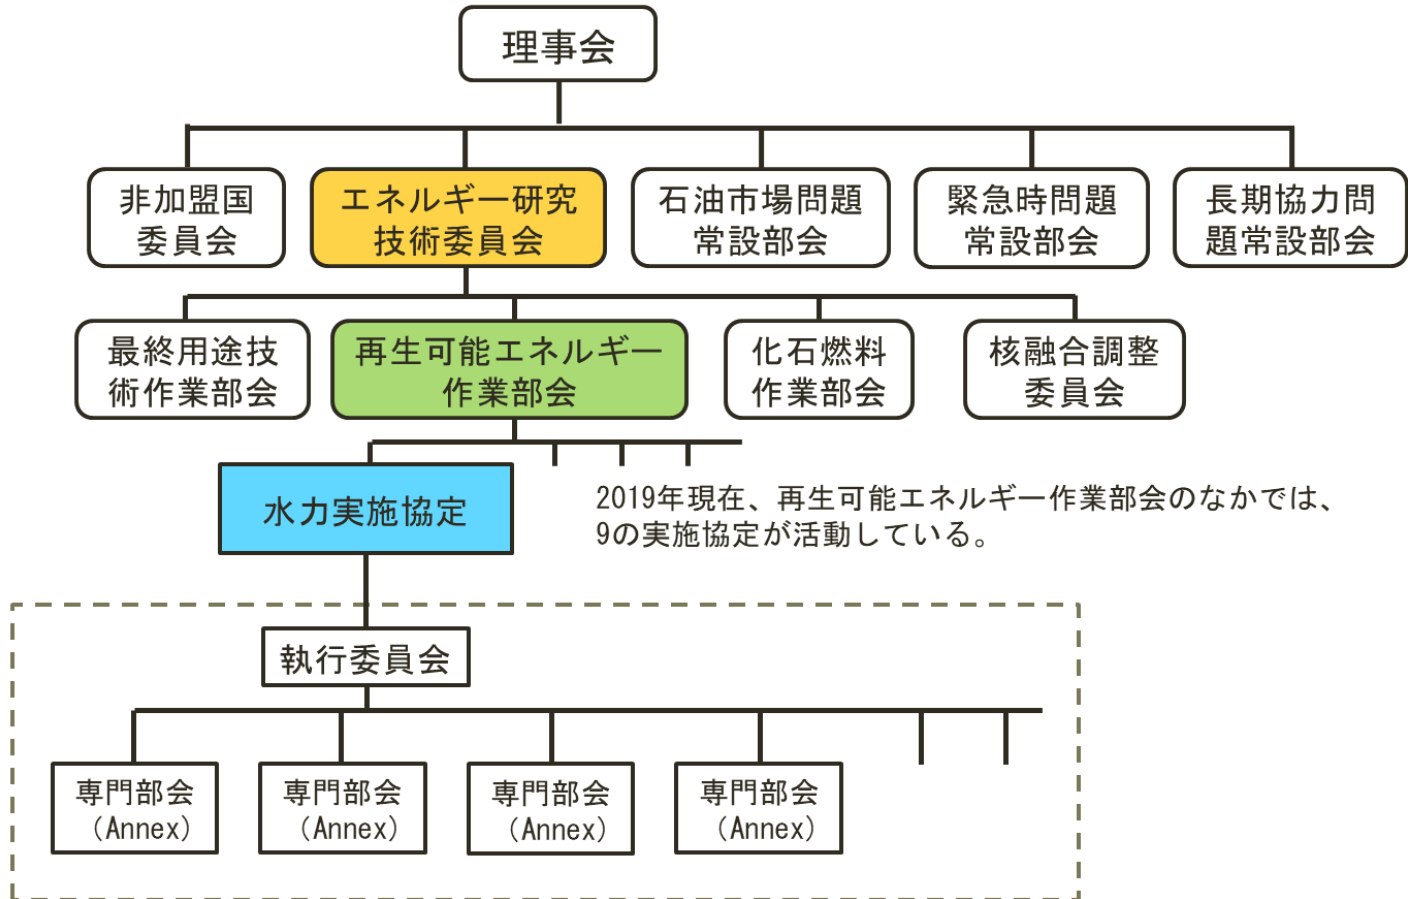 理事会
非加盟国
委員会
エネルギー研究
技術委員会
石油市場問題
常設部会
緊急時問題
常設部会
長期協力問
題常設部会
最終用途技
術作業部会
再生可能エネルギー
作業部会
化石燃料
作業部会
核融合調整
委員会
水力実施協定
2019年現在、再生可能エネルギー作業部会のなかでは、
9の実施協定が活動している。
執行委員会
専門部会
（Annex）
専門部会
（Annex）
専門部会
（Annex）
専門部会
（Annex）